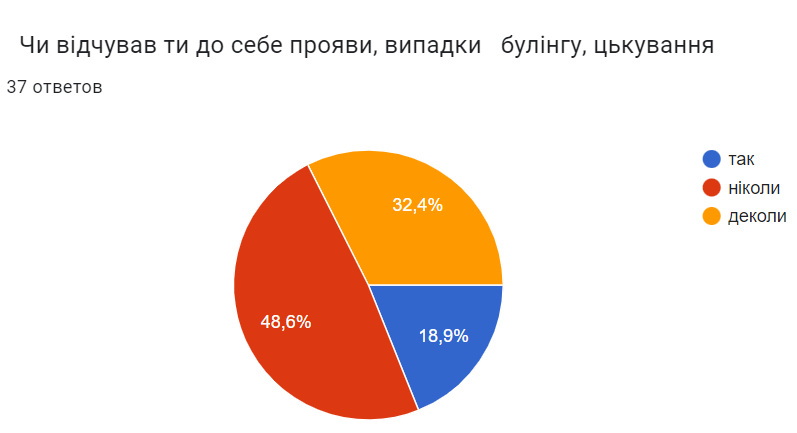 Чи відчував ти до себе прояви, випадки булінгу, цькування
37 ответов
так
ніколи
деколи
32,4%
48,6%
18,9%